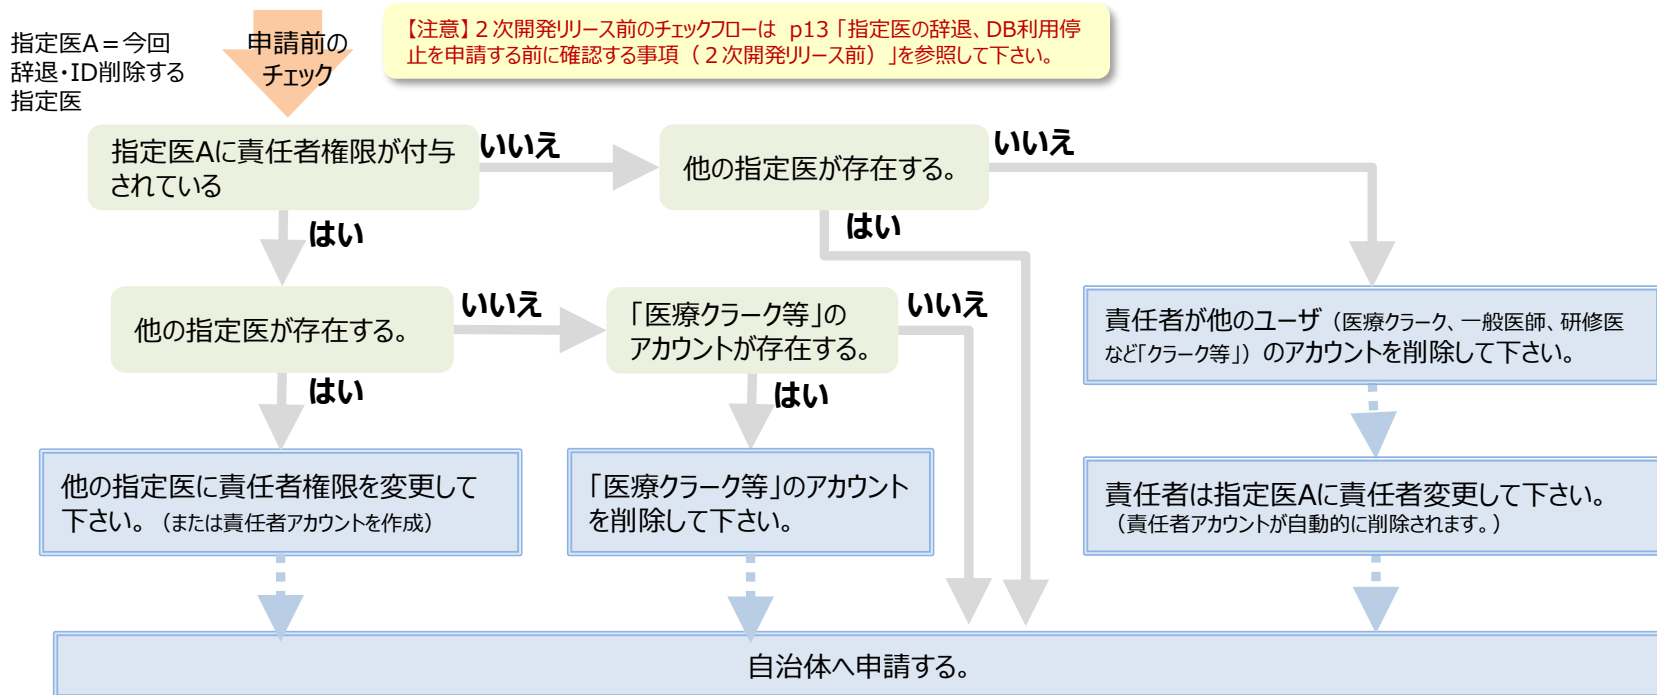 指定医A＝今回
辞退・ID削除する
指定医
申請前の
チェック
【注意】２次開発リリース前のチェックフローは p13「指定医の辞退、DB利用停
止を申請する前に確認する事項（２次開発リリース前）」を参照して下さい。
指定医Aに責任者権限が付与
されている
いいえ
他の指定医が存在する。
いいえ
はい
はい
他の指定医が存在する。
いいえ
「医療クラーク等」の
アカウントが存在する。
いいえ
責任者が他のユーザ（医療クラーク、一般医師、研修医
など「クラーク等」）のアカウントを削除して下さい。
はい
はい
他の指定医に責任者権限を変更して
下さい。（または責任者アカウントを作成）
「医療クラーク等」のアカウント
を削除して下さい。
責任者は指定医Aに責任者変更して下さい。
（責任者アカウントが自動的に削除されます。）
自治体へ申請する。